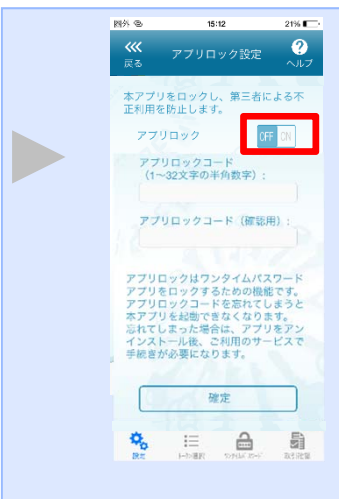 圏外
15:12
21%
戻る
アプリロック設定
?
ヘルプ
本アプリをロックし、第三者による不
正利用を防止します。
アプリロック
OFF ON
アプリロックコード
（1～32文字の半角数字）：
アプリロックコード（確認用）：
アプリロックはワンタイムパスワード
アプリをロックするための機能です。
アプリロックコードを忘れてしまうと
本アプリを起動できなくなります。
忘れてしまった場合は、アプリをアン
インストール後、ご利用のサービスで
手続きが必要になります。
確定
設定
トークン選択
ワンタイムパスワード